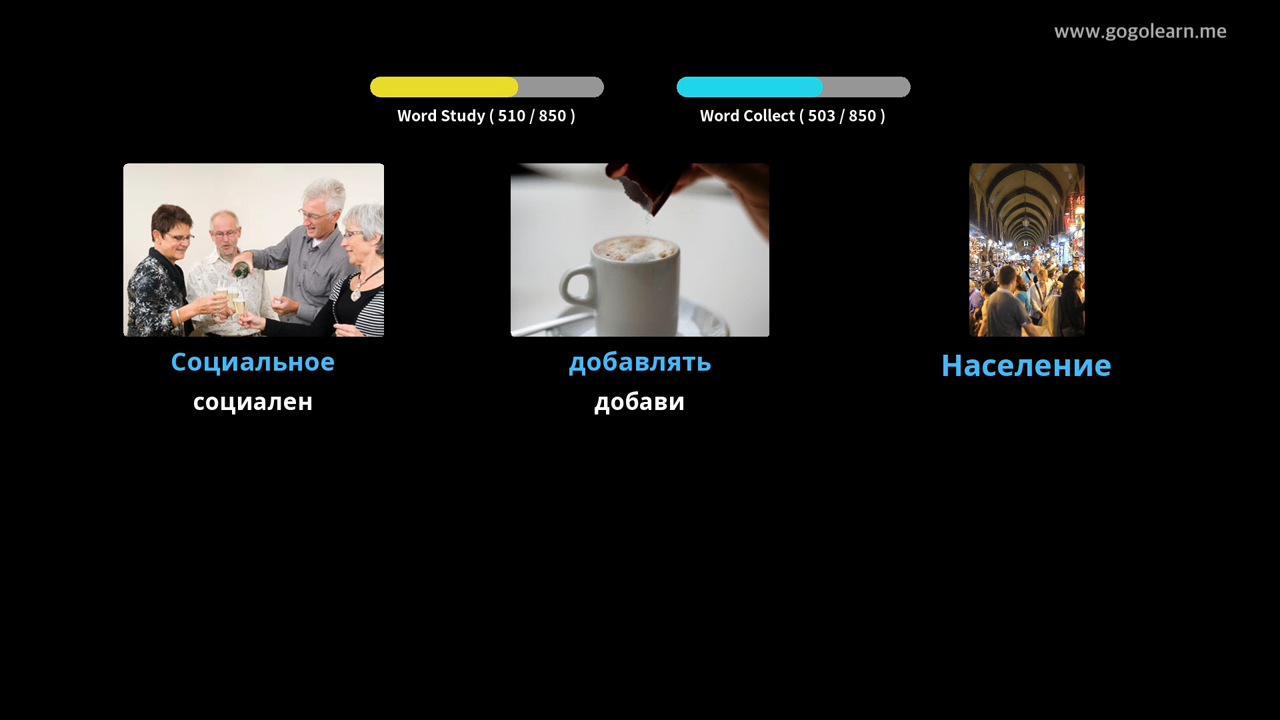 www.gogolearn.me
Word Study ( 510 / 850 )
Word Collect ( 503 / 850 )
Социальное
социален
добавлять
добави
Население